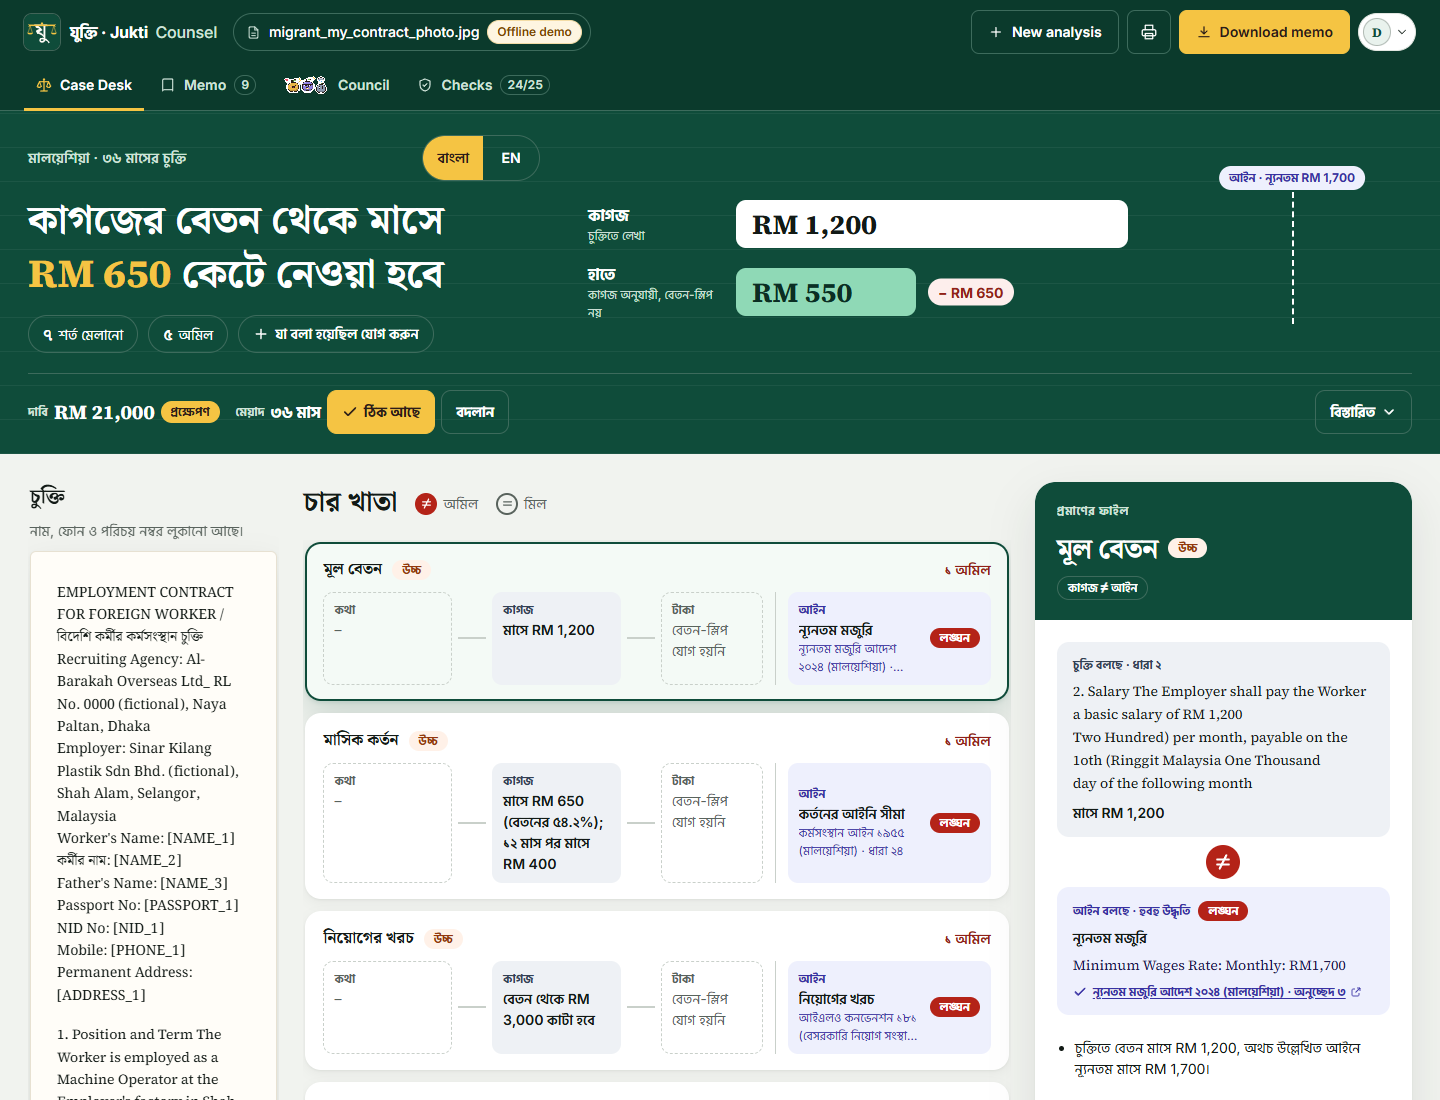 যু যুক্তি · Jukti Counsel
migrant_my_contract_photo.jpg Offline demo
New analysis
Download memo
D
Case Desk
Memo 9
Council
Checks 24/25
মালয়েশিয়া · ৩৬ মাসের চুক্তি
বাংলা EN
কাগজের বেতন থেকে মাসে
RM 650 কেটে নেওয়া হবে
৭ শর্ত মেলানো
৫ অমিল
+ যা বলা হয়েছিল যোগ করুন
কাগজ
চুক্তিতে লেখা
RM 1,200
হাতে
কাগজ অনুযায়ী, বেতন-স্লিপ
নয়
RM 550
– RM 650
আইন · ন্যূনতম RM 1,700
দাবি RM 21,000 প্রক্ষেপণ
মেয়াদ ৩৬ মাস
ঠিক আছে
বদলান
বিস্তারিত
চুক্তি
নাম, ফোন ও পরিচয় নম্বর লুকানো আছে।
EMPLOYMENT CONTRACT
FOR FOREIGN WORKER /
বিদেশি কর্মীর কর্মসংস্থান চুক্তি
Recruiting Agency: Al-
Barakah Overseas Ltd_ RL
No. 0000 (fictional), Naya
Paltan, Dhaka
Employer: Sinar Kilang
Plastik Sdn Bhd. (fictional),
Shah Alam, Selangor,
Malaysia
Worker's Name: [NAME_1]
কর্মীর নাম: [NAME_2]
Father's Name: [NAME_3]
Passport No: [PASSPORT_1]
NID No: [NID_1]
Mobile: [PHONE_1]
Permanent Address:
[ADDRESS_1]
1. Position and Term The
Worker is employed as a
Machine Operator at the
Employer's factory in Shah
চার খাতা
≠ অমিল
= মিল
মূল বেতন উচ্চ
১ অমিল
কথা
–
কাগজ
মাসে RM 1,200
টাকা
বেতন-স্লিপ
যোগ হয়নি
আইন
ন্যূনতম মজুরি
ন্যূনতম মজুরি আদেশ
২০২৪ (মালয়েশিয়া) ·...
লঙ্ঘন
মাসিক কর্তন উচ্চ
১ অমিল
কথা
–
কাগজ
মাসে RM 650
(বেতনের ৫৪.২%);
১২ মাস পর মাসে
RM 400
টাকা
বেতন-স্লিপ
যোগ হয়নি
আইন
কর্তনের আইনি সীমা
কর্মসংস্থান আইন ১৯৫৫
(মালয়েশিয়া) · ধারা ২৪
লঙ্ঘন
নিয়োগের খরচ উচ্চ
১ অমিল
কথা
–
কাগজ
বেতন থেকে RM
3,000 কাটা হবে
টাকা
বেতন-স্লিপ
যোগ হয়নি
আইন
নিয়োগের খরচ
আইএলও কনভেনশন ১৮১
(বেসরকারি নিয়োগ সংস্থা...
লঙ্ঘন
প্রমাণের ফাইল
মূল বেতন উচ্চ
কাগজ ≠ আইন
চুক্তি বলছে · ধারা ২
2. Salary The Employer shall pay the Worker
a basic salary of RM 1,200
Two Hundred) per month, payable on the
1oth (Ringgit Malaysia One Thousand
day of the following month
মাসে RM 1,200
≠
আইন বলছে · হুবহু উদ্ধৃতি লঙ্ঘন
ন্যূনতম মজুরি
Minimum Wages Rate: Monthly: RM1,700
ন্যূনতম মজুরি আদেশ ২০২৪ (মালয়েশিয়া) · অনুচ্ছেদ ৩
• চুক্তিতে বেতন মাসে RM 1,200, অথচ উল্লেখিত আইনে
ন্যূনতম মাসে RM 1,700।